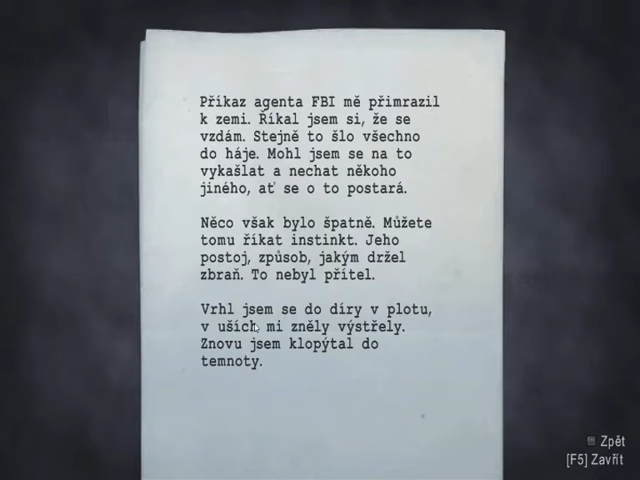 Příkaz agenta FBI mě přimrazil
k zemi. Říkal jsem si, že se
vzdám. Stejně to šlo všechno
do háje. Mohl jsem se na to
vykašlat a nechat někoho
jiného, ať se o to postará.
Něco však bylo špatně. Můžete
tomu říkat instinkt. Jeho
postoj, způsob, jakým držel
zbraň. To nebyl přítel.
Vrhl jsem se do díry v plotu,
v uších mi zněly výstřely.
Znovu jsem klopýtal do
temnoty.
Zpět
[F5] Zavřít